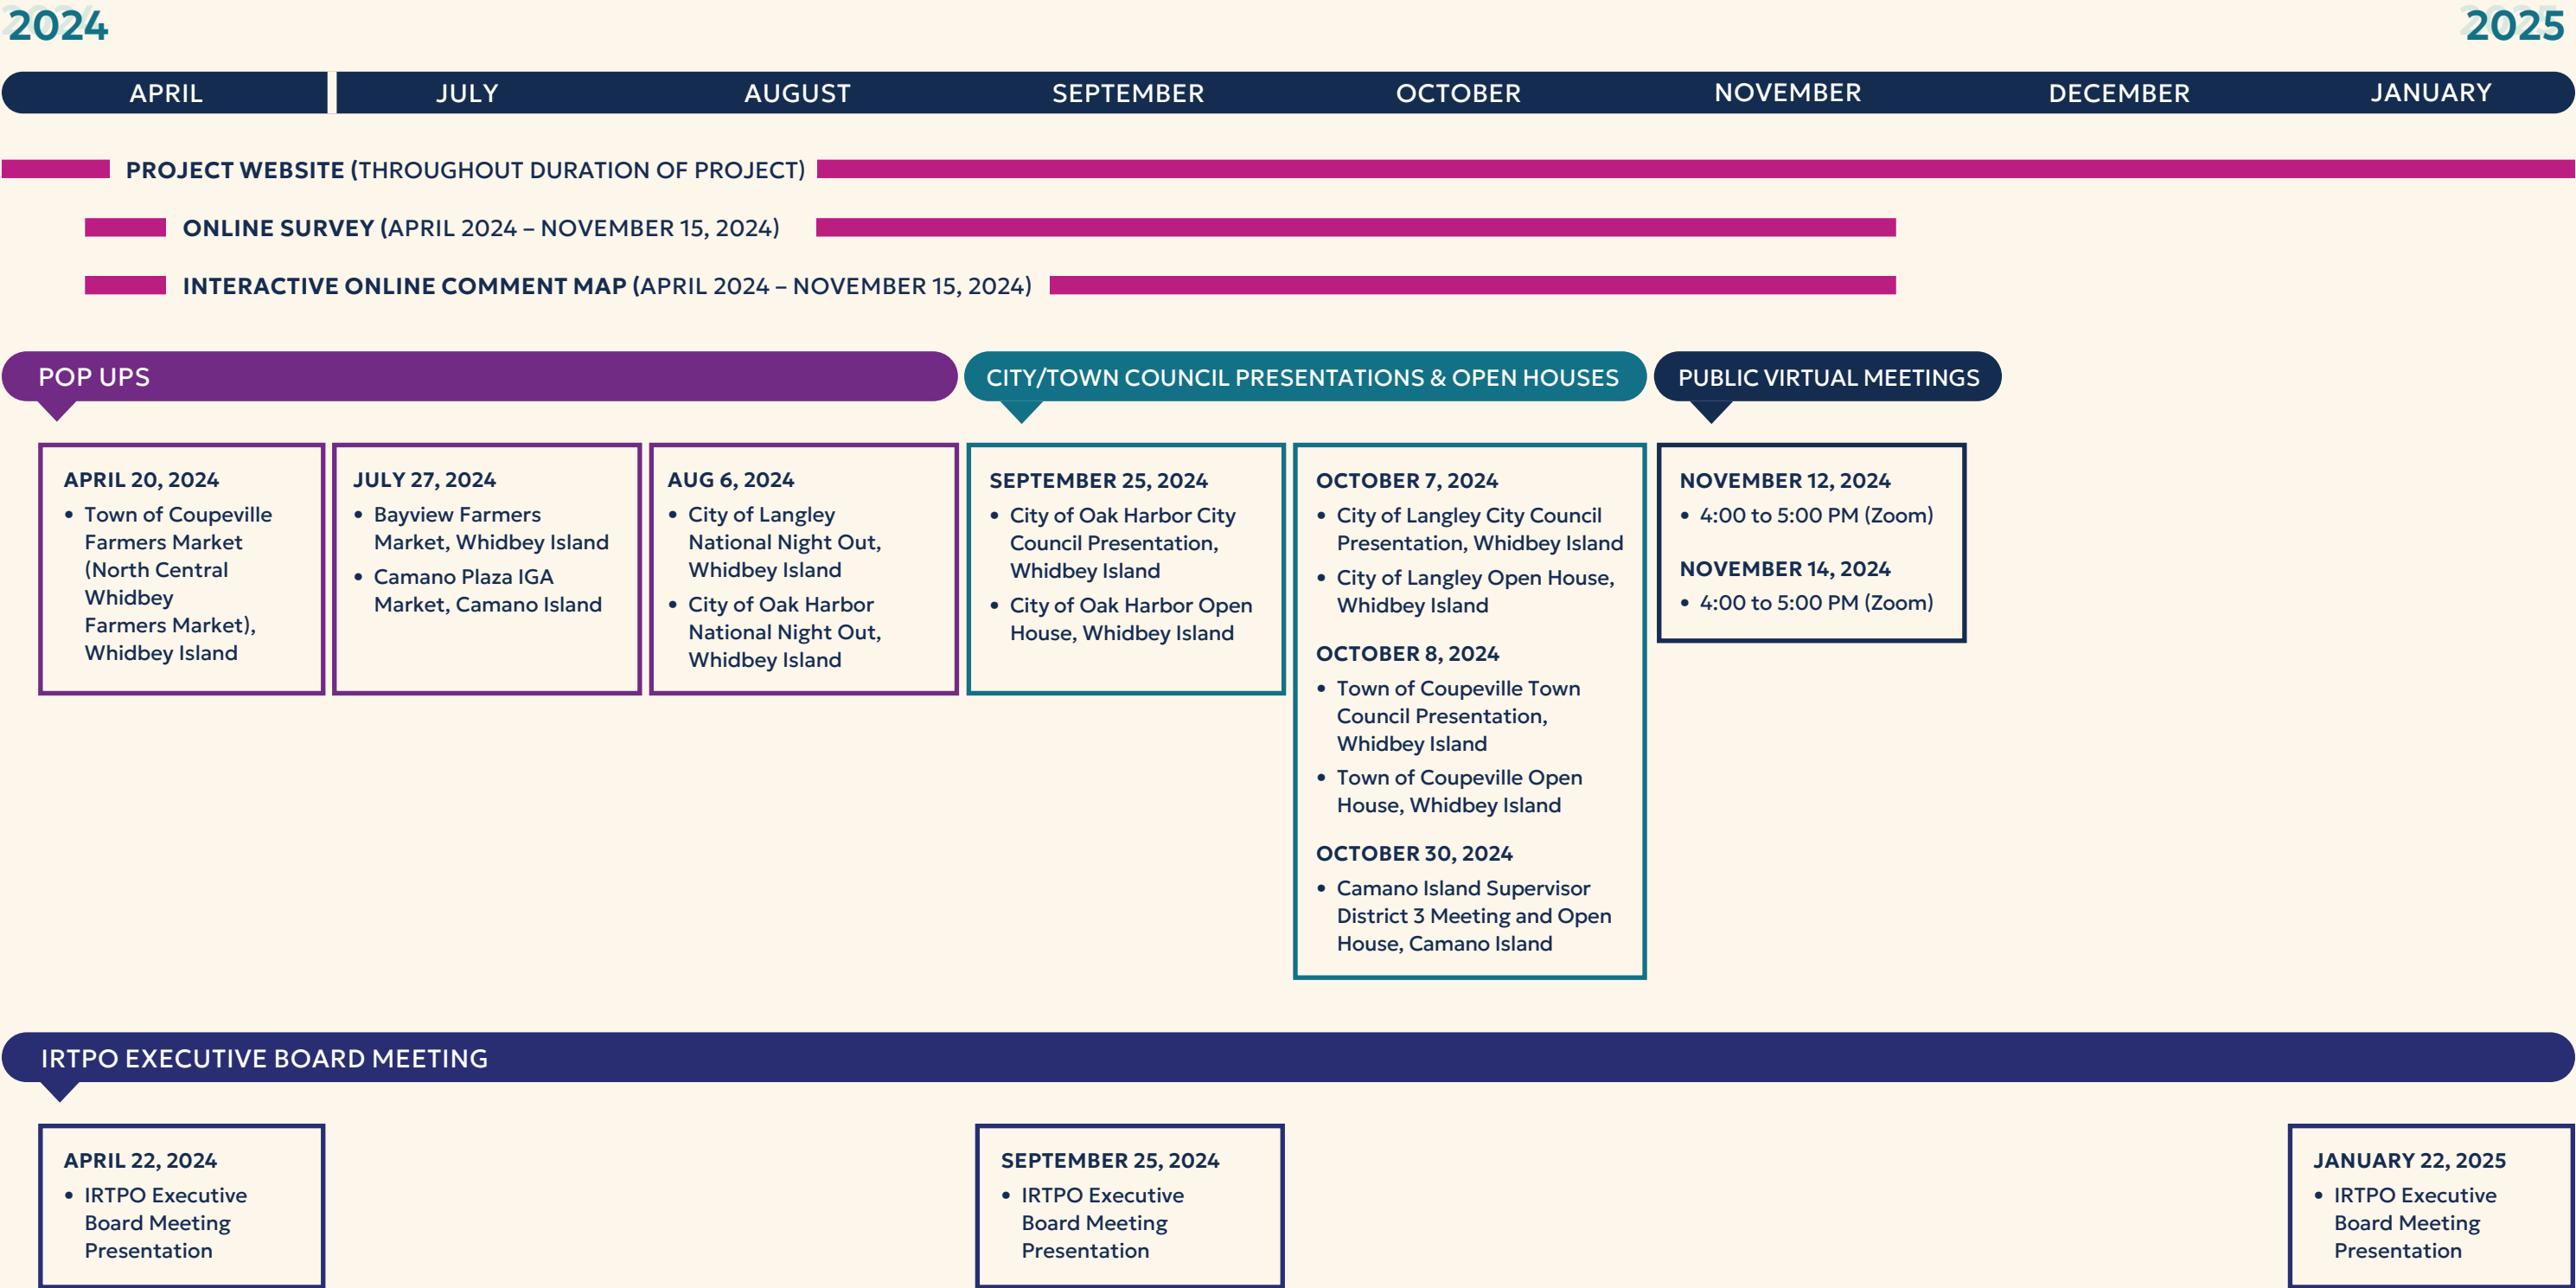 2024
2025
APRIL
JULY
AUGUST
SEPTEMBER
OCTOBER
NOVEMBER
DECEMBER
JANUARY
PROJECT WEBSITE (THROUGHOUT DURATION OF PROJECT)
ONLINE SURVEY (APRIL 2024 – NOVEMBER 15, 2024)
INTERACTIVE ONLINE COMMENT MAP (APRIL 2024 – NOVEMBER 15, 2024)
POP UPS
APRIL 20, 2024
• Town of Coupeville
Farmers Market
(North Central
Whidbey
Farmers Market),
Whidbey Island
JULY 27, 2024
• Bayview Farmers
Market, Whidbey Island
• Camano Plaza IGA
Market, Camano Island
AUG 6, 2024
• City of Langley
National Night Out,
Whidbey Island
• City of Oak Harbor
National Night Out,
Whidbey Island
CITY/TOWN COUNCIL PRESENTATIONS & OPEN HOUSES
SEPTEMBER 25, 2024
• City of Oak Harbor City
Council Presentation,
Whidbey Island
• City of Oak Harbor Open
House, Whidbey Island
OCTOBER 7, 2024
• City of Langley City Council
Presentation, Whidbey Island
• City of Langley Open House,
Whidbey Island
OCTOBER 8, 2024
• Town of Coupeville Town
Council Presentation,
Whidbey Island
• Town of Coupeville Open
House, Whidbey Island
OCTOBER 30, 2024
• Camano Island Supervisor
District 3 Meeting and Open
House, Camano Island
PUBLIC VIRTUAL MEETINGS
NOVEMBER 12, 2024
• 4:00 to 5:00 PM (Zoom)
NOVEMBER 14, 2024
• 4:00 to 5:00 PM (Zoom)
IRTPO EXECUTIVE BOARD MEETING
APRIL 22, 2024
• IRTPO Executive
Board Meeting
Presentation
SEPTEMBER 25, 2024
• IRTPO Executive
Board Meeting
Presentation
JANUARY 22, 2025
• IRTPO Executive
Board Meeting
Presentation